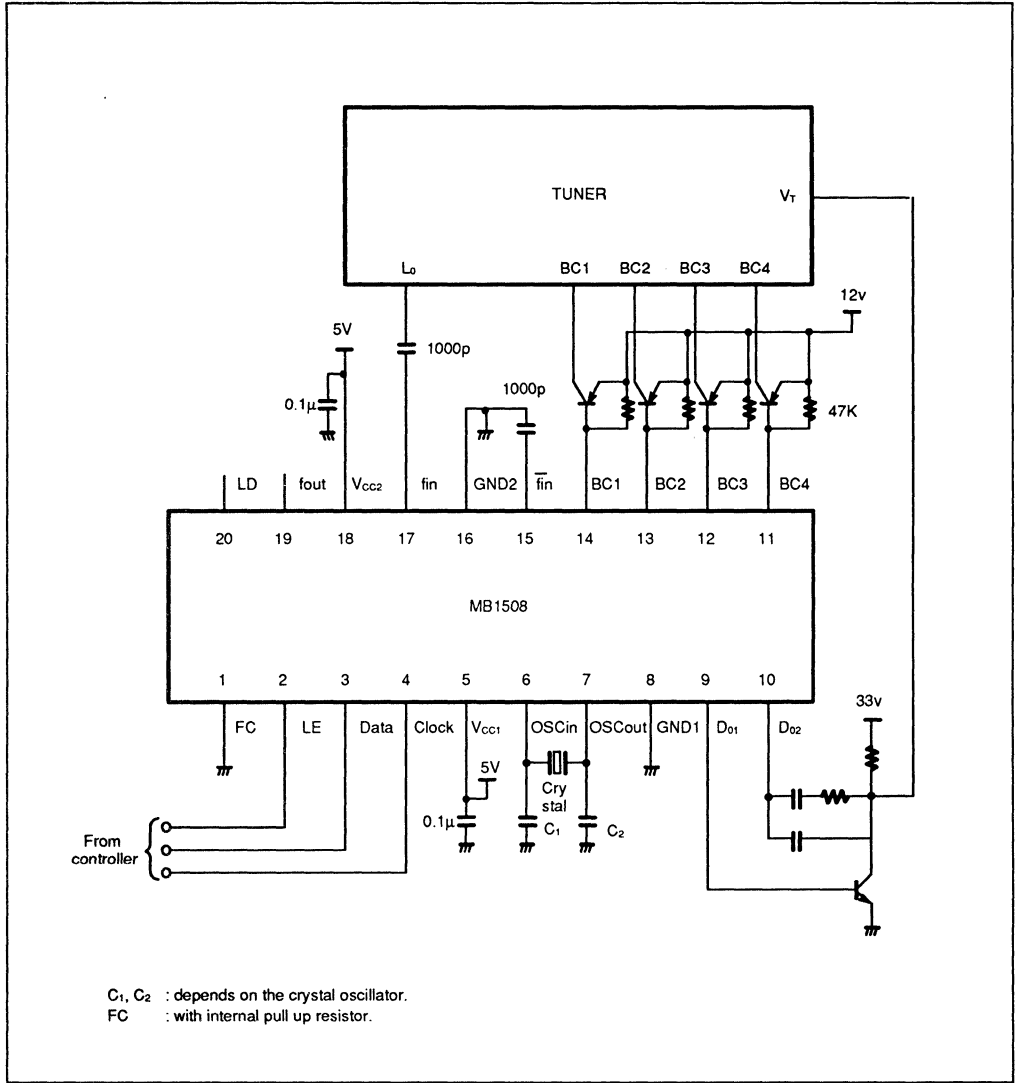 TUNER
VT
L0 BC1 BC2 BC3 BC4
12v
5V
1000p
1000p
0.1μ
47K
LD fout VCC2 fin GND2 f̅i̅n̅ BC1 BC2 BC3 BC4
20 19 18 17 16 15 14 13 12 11
MB1508
1 2 3 4 5 6 7 8 9 10
33v
FC LE Data Clock VCC1 OSCin OSCout GND1 D01 D02
5V
Cry
stal
0.1μ C1 C2
From
controller
C1, C2 : depends on the crystal oscillator.
FC : with internal pull up resistor.